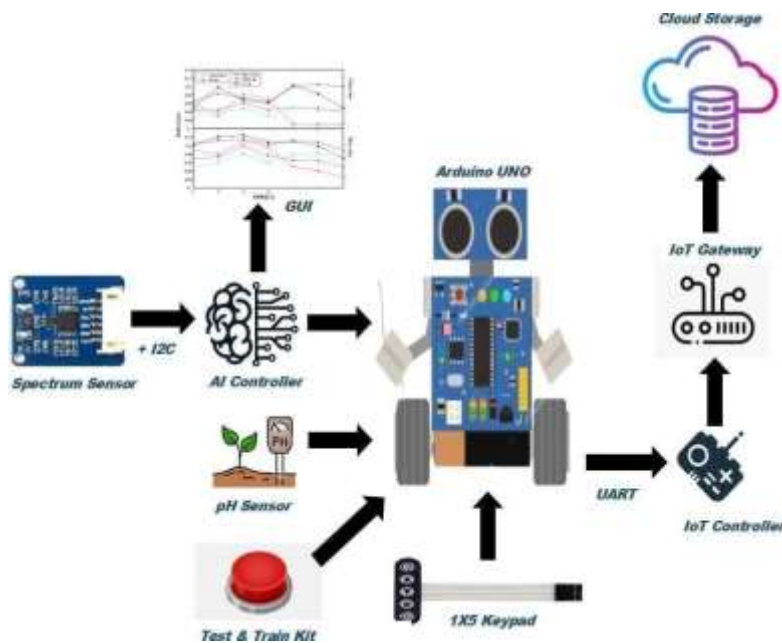 Cloud Storage
Arduino UNO
GUI
IoT Gateway
+ I2C
Spectrum Sensor
AI Controller
PH
pH Sensor
UART
IoT Controller
1X5 Keypad
Test & Train Kit